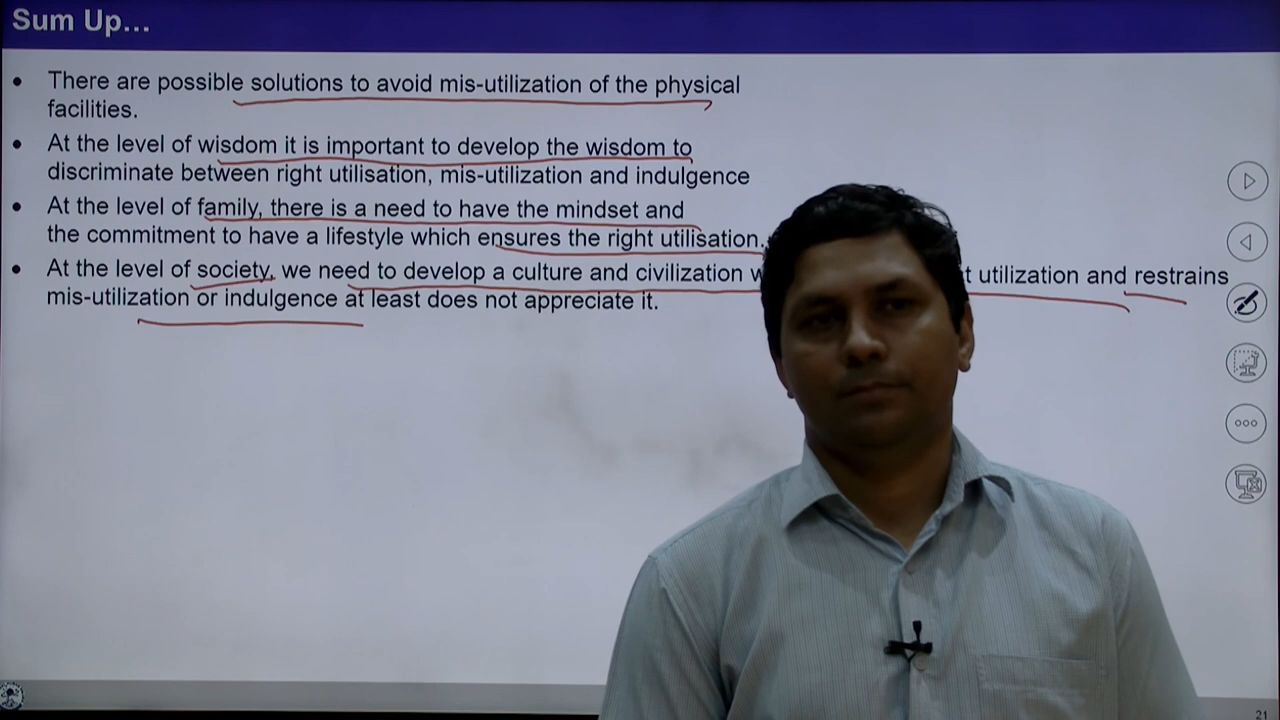 Sum Up...
There are possible solutions to avoid mis-utilization of the physical
facilities.
At the level of wisdom it is important to develop the wisdom to
discriminate between right utilisation, mis-utilization and indulgence
At the level of family, there is a need to have the mindset and
the commitment to have a lifestyle which ensures the right utilisation.
At the level of society, we need to develop a culture and civilization utilization and restrains
mis-utilization or indulgence at least does not appreciate it.
21